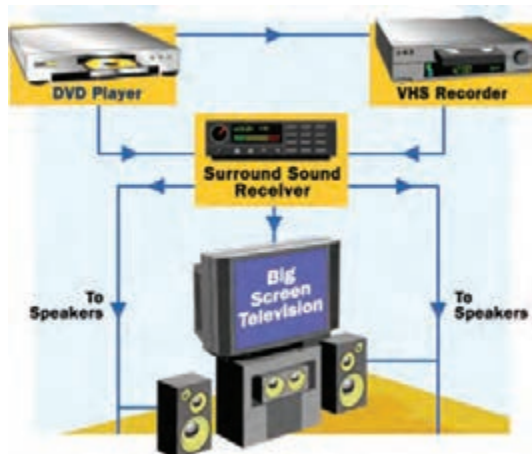 DVD Player
VHS Recorder
Surround Sound
Receiver
To
Speakers
Big
Screen
Television
To
Speakers